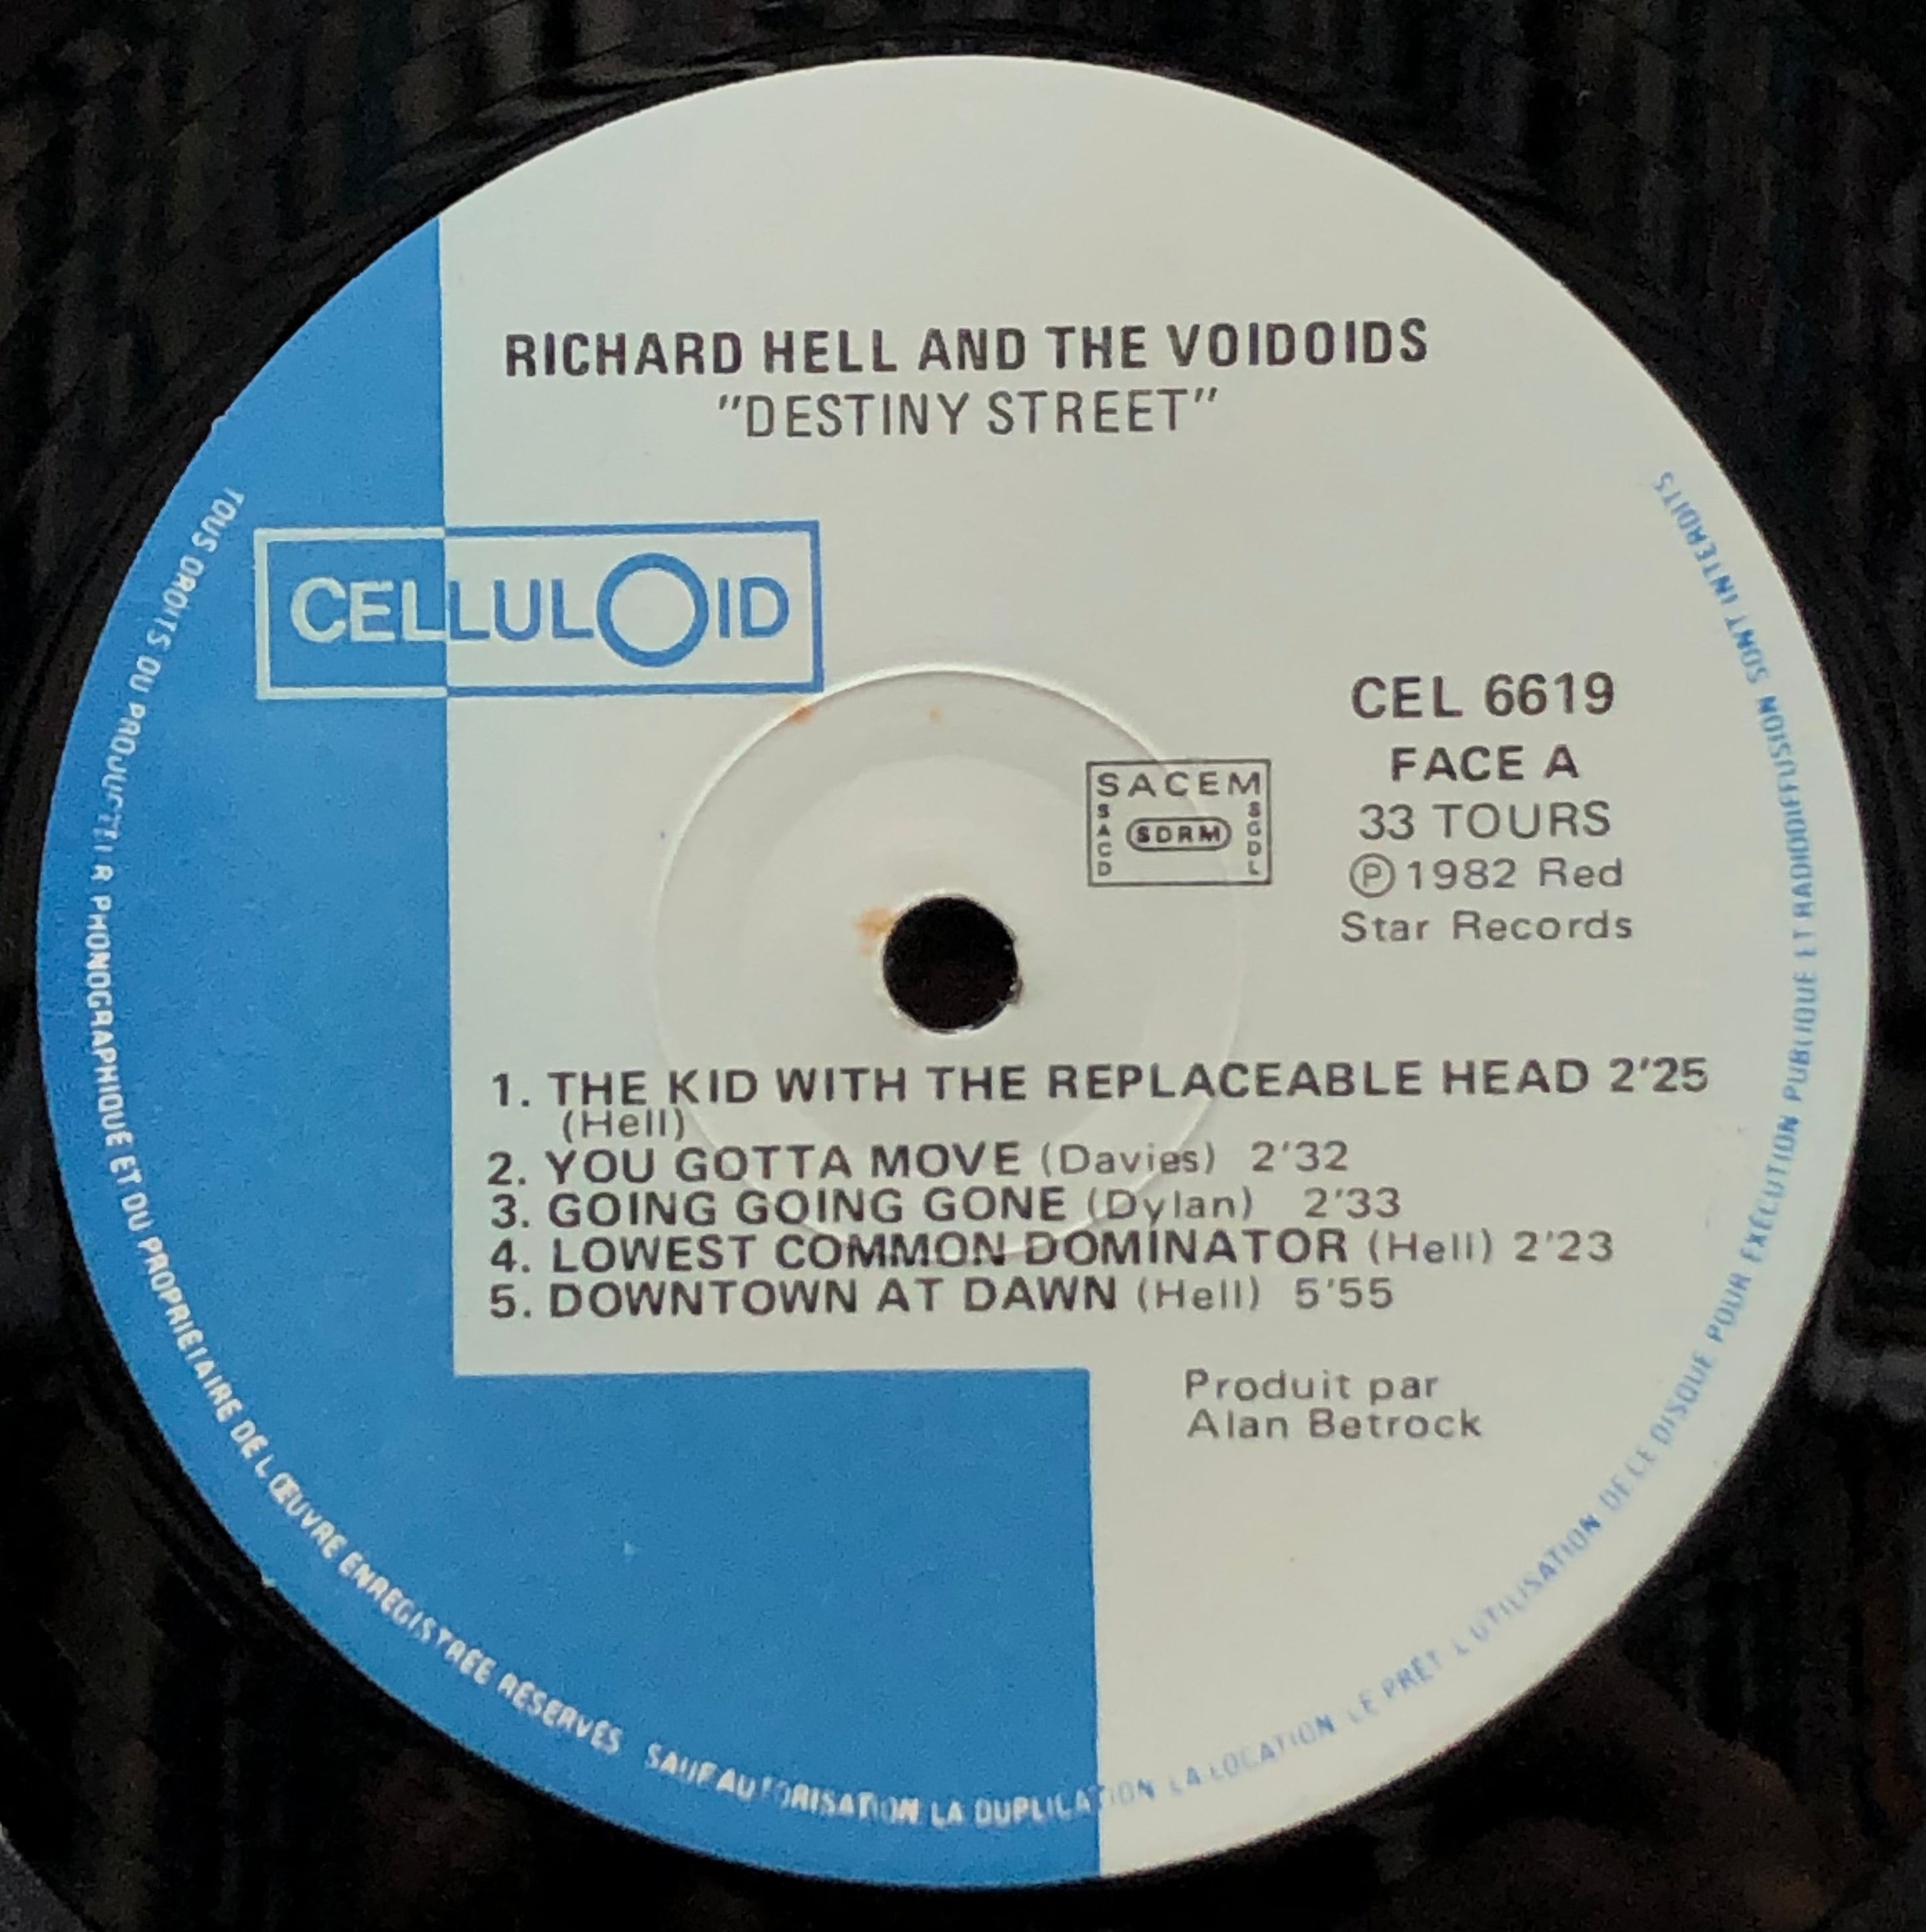 RICHARD HELL AND THE VOIDOIDS
"DESTINY STREET"
CELLULOID
CEL 6619
FACE A
33 TOURS
Ⓟ 1982 Red
Star Records
SACEM
SACD
SDRM
SGDL
1. THE KID WITH THE REPLACEABLE HEAD 2'25
(Hell)
2. YOU GOTTA MOVE (Davies) 2'32
3. GOING GOING GONE (Dylan) 2'33
4. LOWEST COMMON DOMINATOR (Hell) 2'23
5. DOWNTOWN AT DAWN (Hell) 5'55
Produit par
Alan Betrock
TOUS DROITS DU PRODUCTEUR PHONOGRAPHIQUE ET DU PROPRIÉTAIRE DE L'ŒUVRE ENREGISTRÉE RÉSERVÉS SAUF AUTORISATION LA DUPLICATION LA LOCATION LE PRÊT L'UTILISATION DE CE DISQUE POUR EXÉCUTION PUBLIQUE ET RADIODIFFUSION SONT INTERDITS